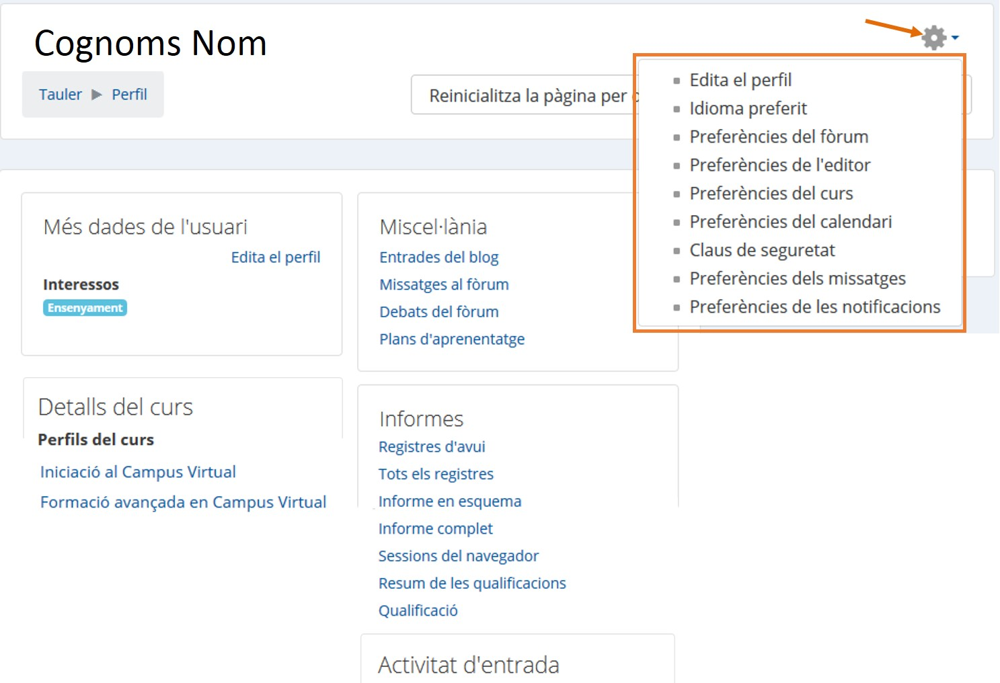 Cognoms Nom
Tauler
Perfil
Reinicialitza la pàgina per
Edita el perfil
Idioma preferit
Preferències del fòrum
Preferències de l'editor
Preferències del curs
Preferències del calendari
Claus de seguretat
Preferències dels missatges
Preferències de les notificacions
Més dades de l'usuari
Edita el perfil
Interessos
Ensenyament
Miscel·lània
Entrades del blog
Missatges al fòrum
Debats del fòrum
Plans d'aprenentatge
Detalls del curs
Perfils del curs
Iniciació al Campus Virtual
Formació avançada en Campus Virtual
Informes
Registres d'avui
Tots els registres
Informe en esquema
Informe complet
Sessions del navegador
Resum de les qualificacions
Qualificació
Activitat d'entrada